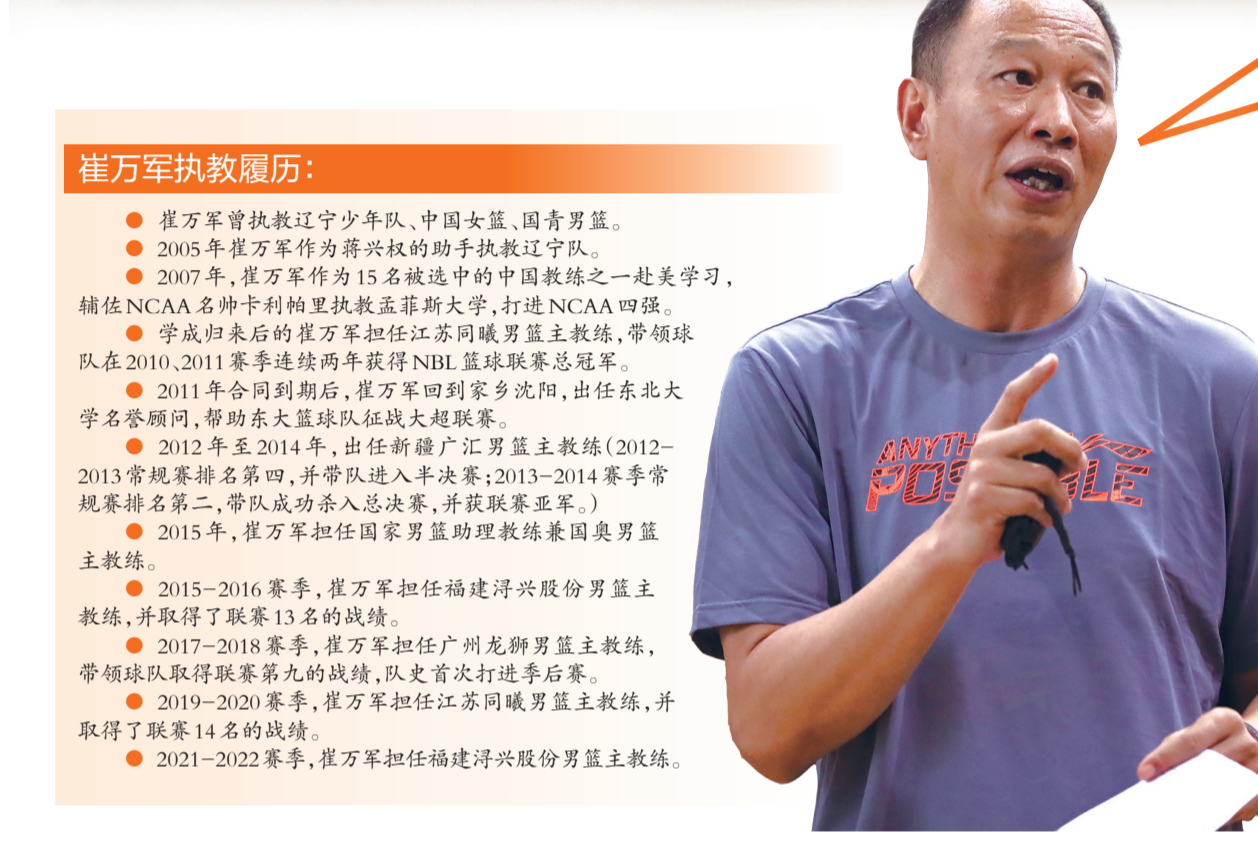 崔万军执教履历:
● 崔万军曾执教辽宁少年队、中国女篮、国青男篮。
● 2005年崔万军作为蒋兴权的助手执教辽宁队。
● 2007年,崔万军作为15名被选中的中国教练之一赴美学习,
辅佐NCAA名帅卡利帕里执教孟菲斯大学,打进NCAA四强。
● 学成归来后的崔万军担任江苏同曦男篮主教练,带领球
队在2010、2011赛季连续两年获得NBL篮球联赛总冠军。
● 2011年合同到期后,崔万军回到家乡沈阳,出任东北大
学名誉顾问,帮助东大篮球队征战大超联赛。
● 2012年至2014年,出任新疆广汇男篮主教练(2012-
2013常规赛排名第四,并带队进入半决赛;2013-2014赛季常
规赛排名第二,带队成功杀入总决赛,并获联赛亚军。)
● 2015年,崔万军担任国家男篮助理教练兼国奥男篮
主教练。
● 2015-2016赛季,崔万军担任福建浔兴股份男篮主
教练,并取得了联赛13名的战绩。
● 2017-2018赛季,崔万军担任广州龙狮男篮主教练,
带领球队取得联赛第九的战绩,队史首次打进季后赛。
● 2019-2020赛季,崔万军担任江苏同曦男篮主教练,并
取得了联赛14名的战绩。
● 2021-2022赛季,崔万军担任福建浔兴股份男篮主教练。